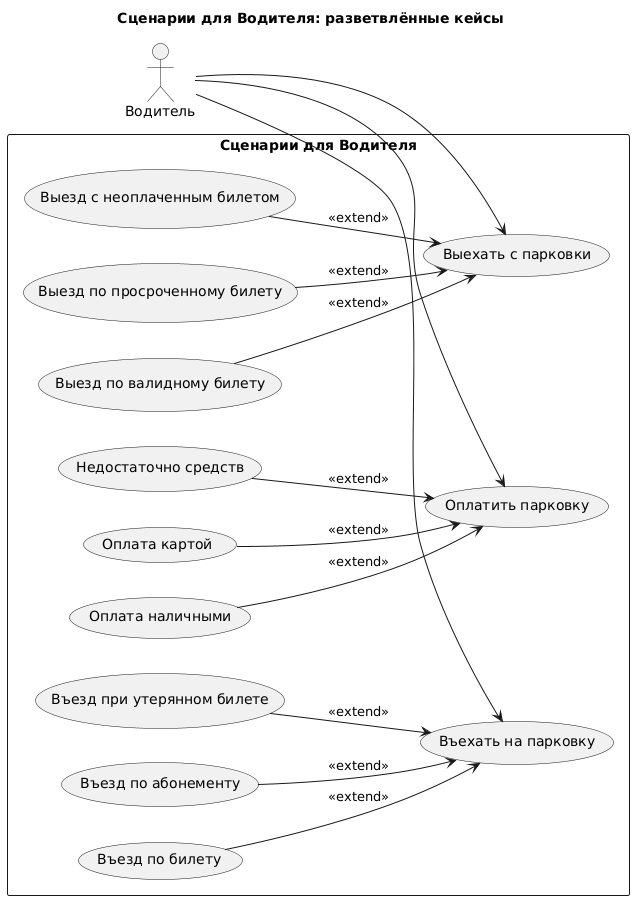 Сценарии для Водителя: разветвлённые кейсы
Водитель
Сценарии для Водителя
Выезд с неоплаченным билетом
«extend»
Выехать с парковки
Выезд по просроченному билету
«extend»
«extend»
Выезд по валидному билету
Недостаточно средств
«extend»
Оплатить парковку
Оплата картой
«extend»
«extend»
Оплата наличными
Въезд при утерянном билете
«extend»
Въехать на парковку
Въезд по абонементу
«extend»
«extend»
Въезд по билету